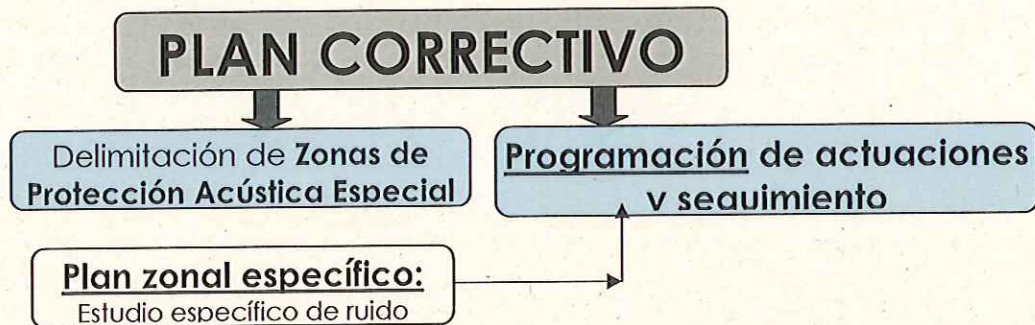 PLAN CORRECTIVO
Delimitación de Zonas de
Protección Acústica Especial
Programación de actuaciones
y seguimiento
Plan zonal específico:
Estudio específico de ruido